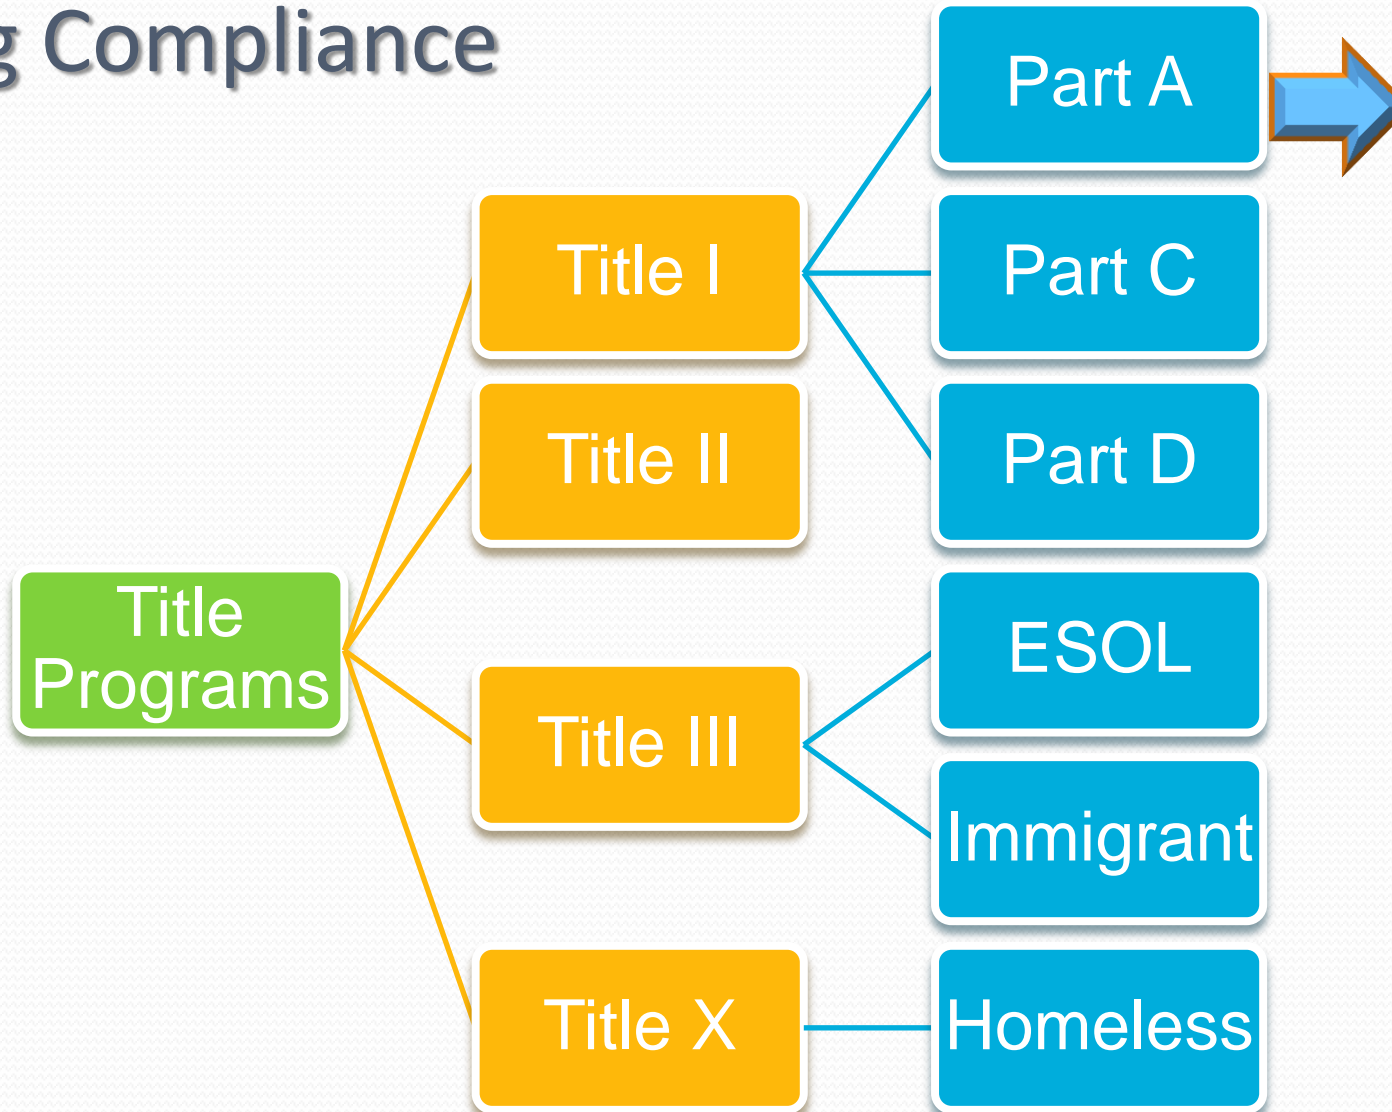 g Compliance
Part A
Title I
Part C
Title II
Part D
Title
Programs
ESOL
Title III
Immigrant
Title X
Homeless